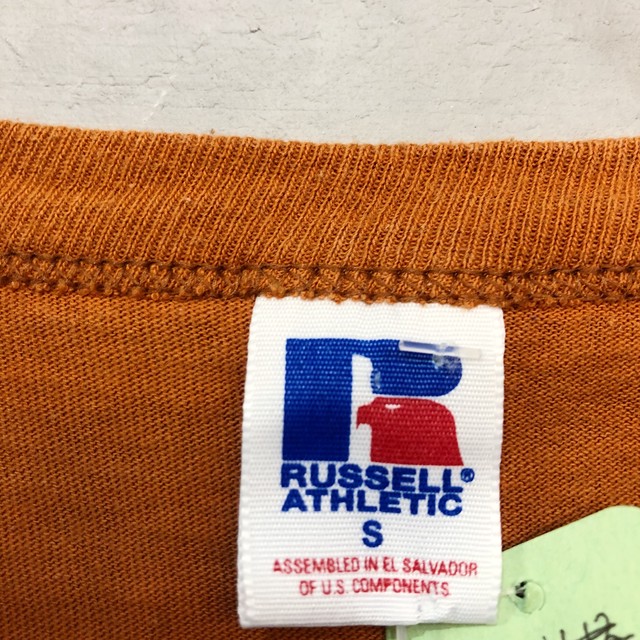 RUSSELL®
ATHLETIC
S
ASSEMBLED IN EL SALVADOR
OF U.S. COMPONENTS